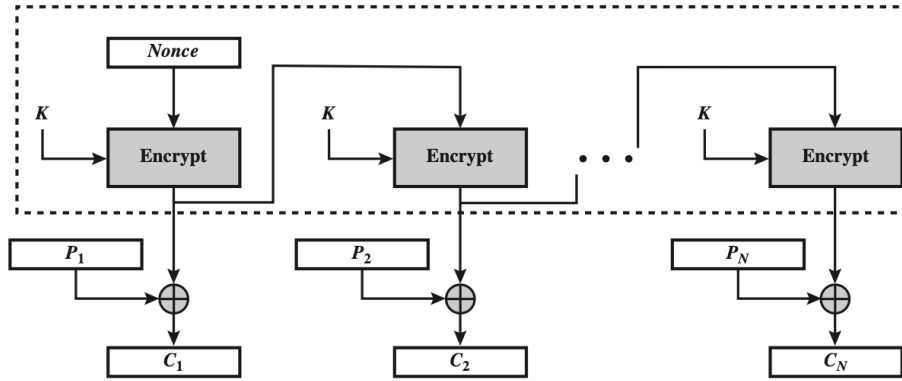 Nonce
K
K
K
Encrypt
Encrypt
• • •
Encrypt
P1
P2
PN
C1
C2
CN